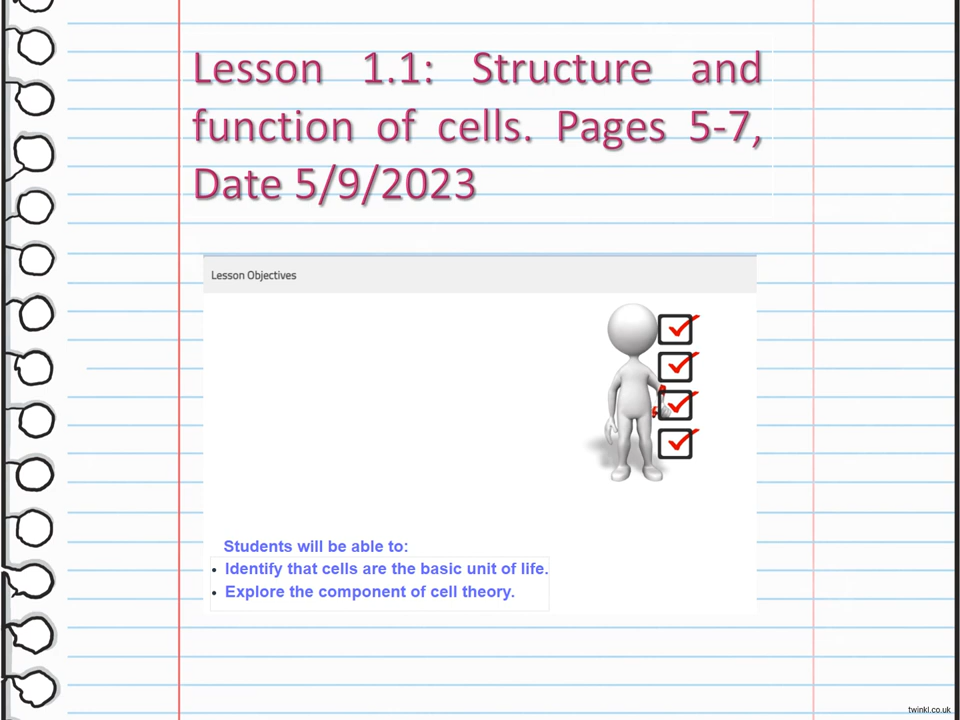 Lesson 1.1: Structure and
function of cells. Pages 5-7,
Date 5/9/2023
Lesson Objectives
Students will be able to:
• Identify that cells are the basic unit of life.
• Explore the component of cell theory.
twinkl.co.uk